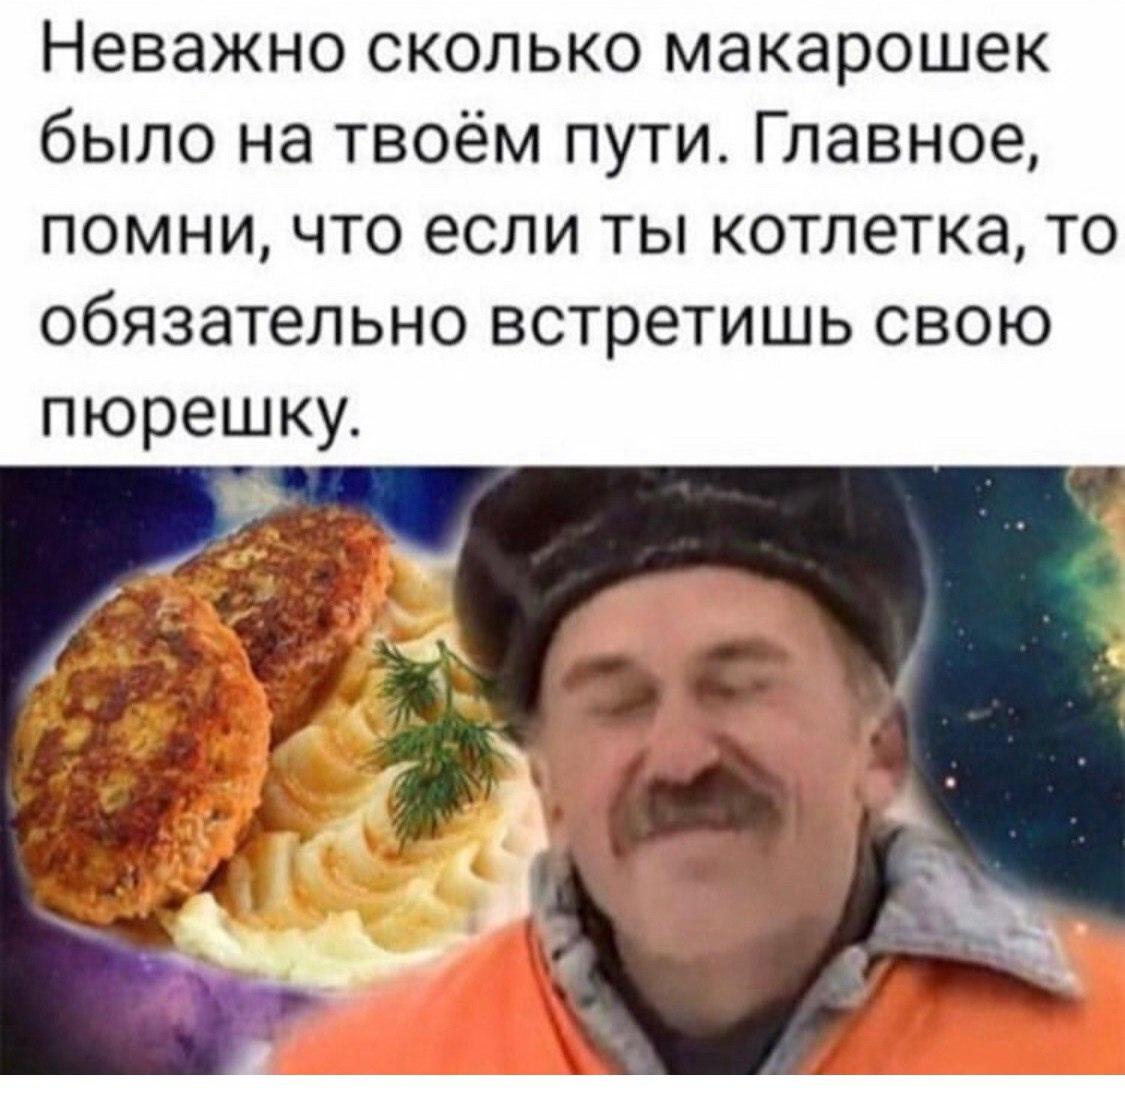 Неважно сколько макарошек
было на твоём пути. Главное,
помни, что если ты котлетка, то
обязательно встретишь свою
пюрешку.